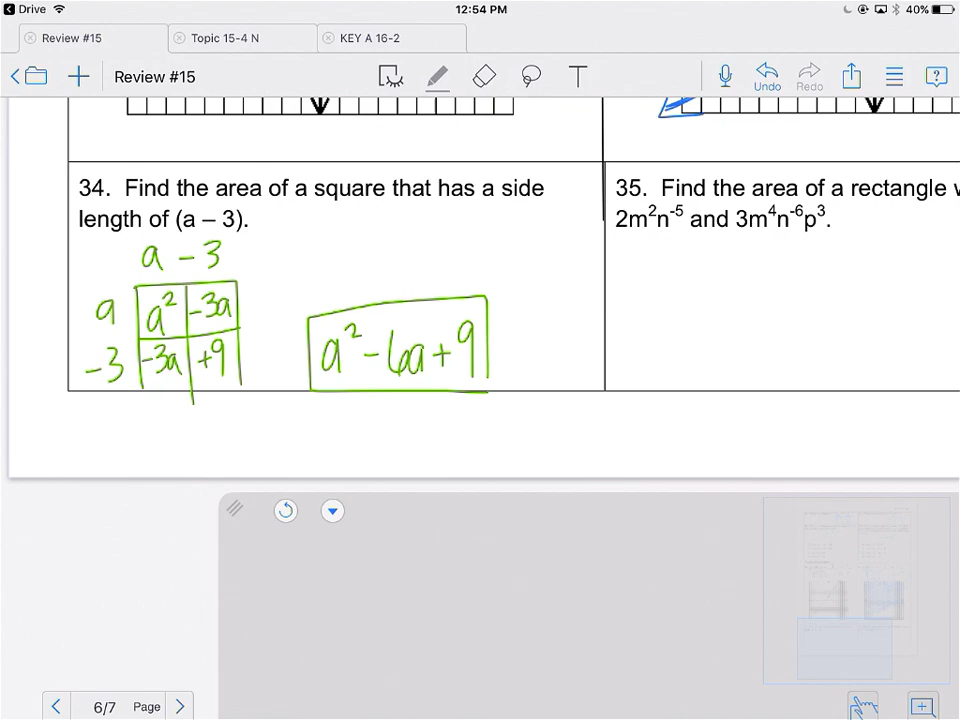 Drive
12:54 PM
40%
Review #15
Topic 15-4 N
KEY A 16-2
Review #15
T
Undo
Redo
34. Find the area of a square that has a side
length of (a – 3).
a - 3
a
a² -3a
-3
-3a +9
a² - 6a + 9
35. Find the area of a rectangle w
2m²n⁻⁵ and 3m⁴n⁻⁶p³.
6/7 Page